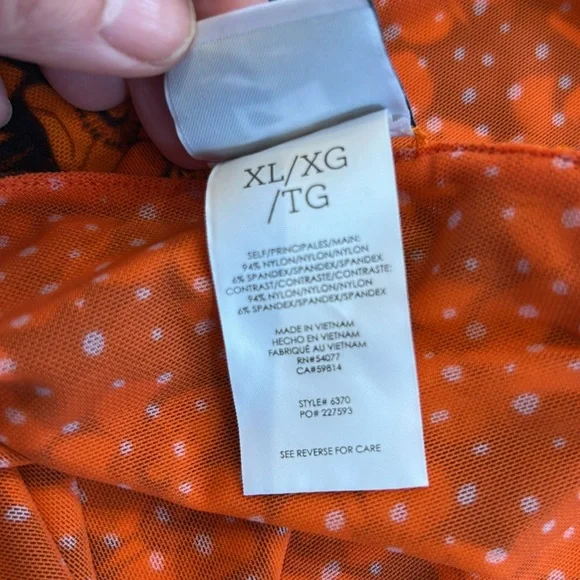 XL/XG
/TG
SELF/PRINCIPALES/MAIN:
94% NYLON/NYLON/NYLON
6% SPANDEX/SPANDEX/SPANDEX
CONTRAST/CONTRASTE/CONTRASTE:
94% NYLON/NYLON/NYLON
6% SPANDEX/SPANDEX/SPANDEX
MADE IN VIETNAM
HECHO EN VIETNAM
FABRIQUÉ AU VIETNAM
RN#54077
CA#59814
STYLE# 6370
PO# 227593
SEE REVERSE FOR CARE